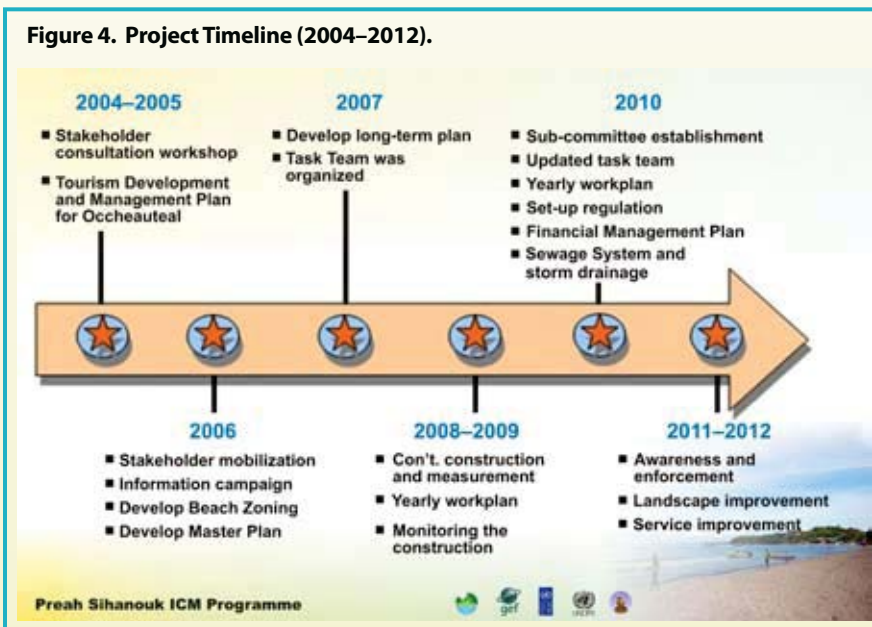 Figure 4. Project Timeline (2004–2012).
2004–2005
■ Stakeholder
consultation workshop
■ Tourism Development
and Management Plan
for Occheauteal
2007
■ Develop long-term plan
■ Task Team was
organized
2010
■ Sub-committee establishment
■ Updated task team
■ Yearly workplan
■ Set-up regulation
■ Financial Management Plan
■ Sewage System and
storm drainage
2006
■ Stakeholder mobilization
■ Information campaign
■ Develop Beach Zoning
■ Develop Master Plan
2008–2009
■ Con't. construction
and measurement
■ Yearly workplan
■ Monitoring the
construction
2011–2012
■ Awareness and
enforcement
■ Landscape improvement
■ Service improvement
Preah Sihanouk ICM Programme
gef